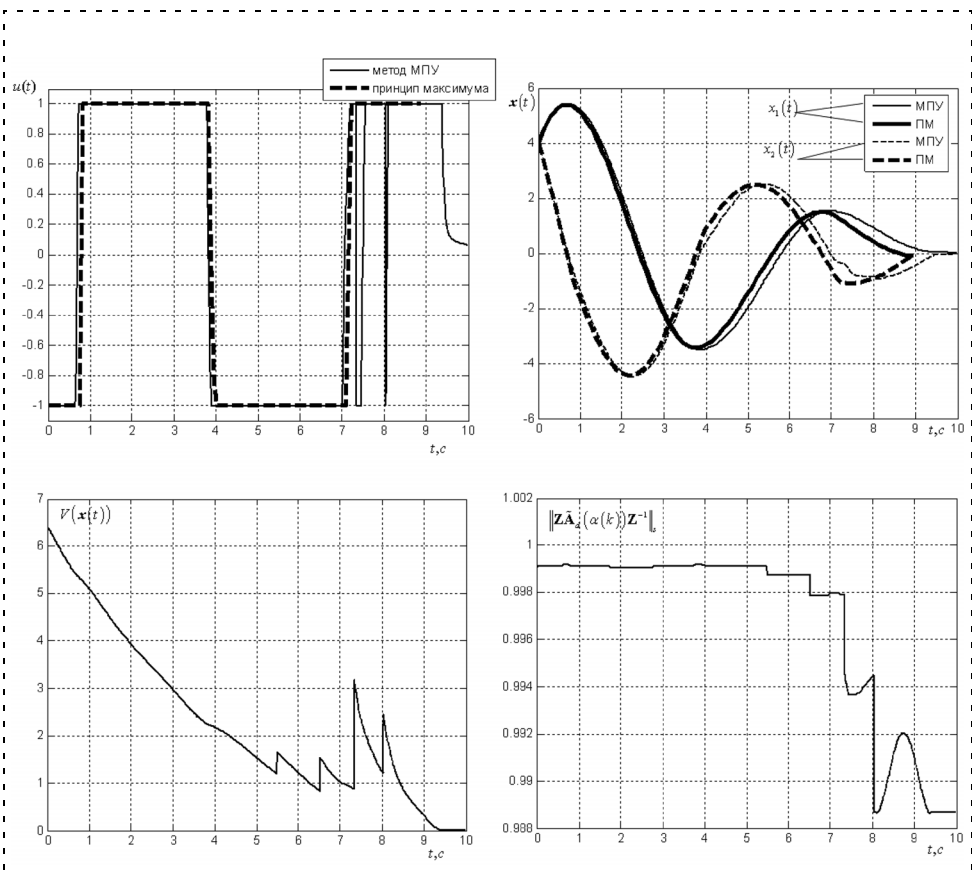 u(t)
метод МПУ
принцип максимума
1
0.8
0.6
0.4
0.2
0
-0.2
-0.4
-0.6
-0.8
-1
0 1 2 3 4 5 6 7 8 9 10
t,c
x(t)
x₁(t)
x₂(t)
МПУ
ПМ
МПУ
ПМ
6
4
2
0
-2
-4
-6
0 1 2 3 4 5 6 7 8 9 t,c 10
V(x(t))
7
6
5
4
3
2
1
0
0 1 2 3 4 5 6 7 8 9 10
t,c
‖ZÃ_d(α(k))Z⁻¹‖_s
1.002
1
0.998
0.996
0.994
0.992
0.99
0.988
0 1 2 3 4 5 6 7 8 9 10
t,c